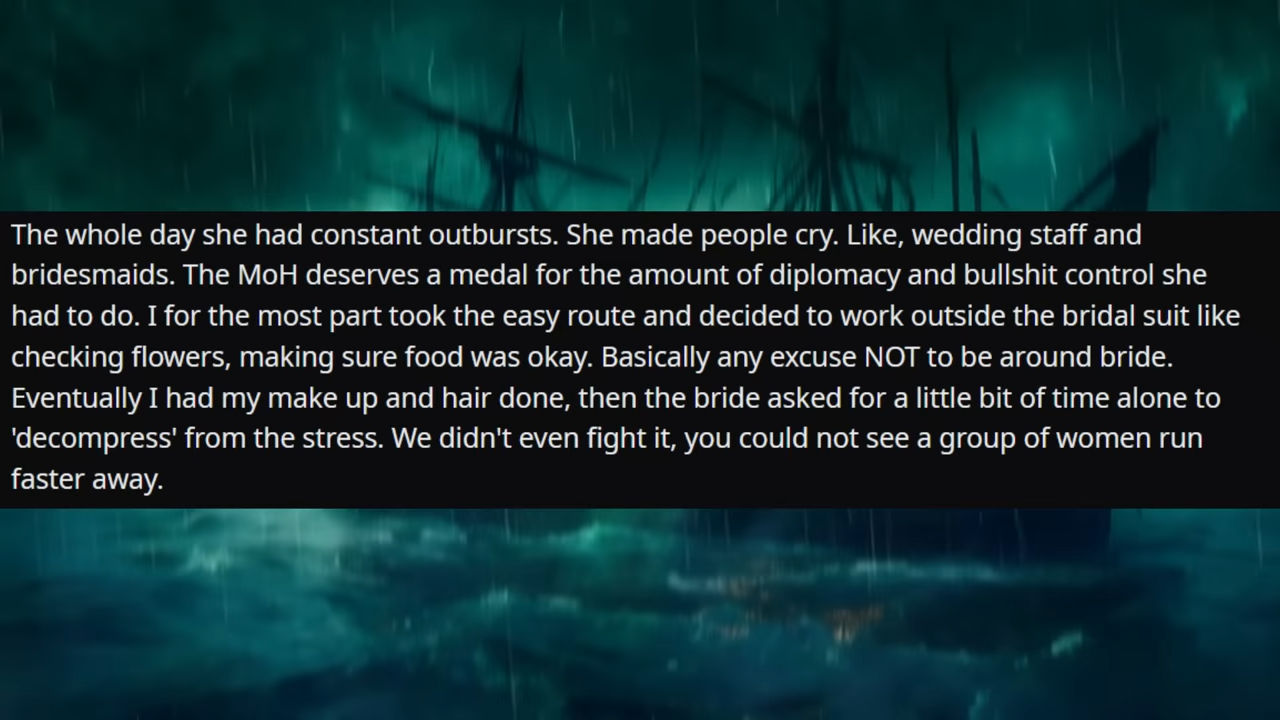 The whole day she had constant outbursts. She made people cry. Like, wedding staff and
bridesmaids. The MoH deserves a medal for the amount of diplomacy and bullshit control she
had to do. I for the most part took the easy route and decided to work outside the bridal suit like
checking flowers, making sure food was okay. Basically any excuse NOT to be around bride.
Eventually I had my make up and hair done, then the bride asked for a little bit of time alone to
'decompress' from the stress. We didn't even fight it, you could not see a group of women run
faster away.